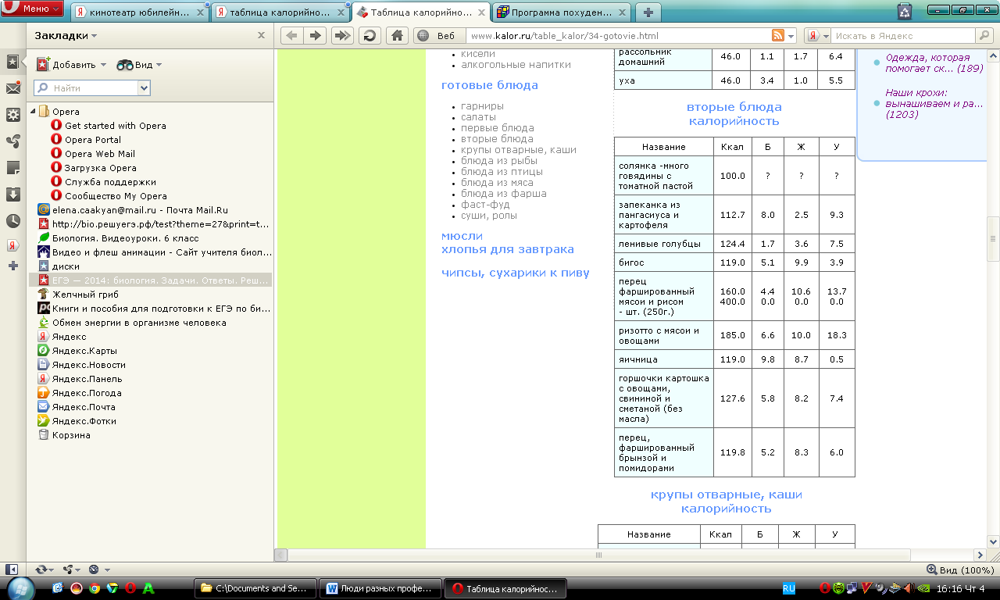 Меню
кинотеатр юбилейн...
таблица калорийно...
Таблица калорийно...
Программа похуден...
Закладки
Веб
www.kalor.ru/table_kalor/34-gotovie.html
Искать в Яндекс
Добавить
Вид
Найти
Opera
Get started with Opera
Opera Portal
Opera Web Mail
Загрузка Opera
Служба поддержки
Сообщество My Opera
elena.caakyan@mail.ru - Почта Mail.Ru
http://bio.решуегэ.рф/test?theme=27&print=t...
Биология. Видеоуроки. 6 класс
Видео и флеш анимации - Сайт учителя биол...
диски
ЕГЭ — 2014: биология. Задачи. Ответы. Реш...
Желчный гриб
Книги и пособия для подготовки к ЕГЭ по би...
Обмен энергии в организме человека
Яндекс
Яндекс.Карты
Яндекс.Новости
Яндекс.Панель
Яндекс.Погода
Яндекс.Почта
Яндекс.Фотки
Корзина
кисели
алкогольные напитки
готовые блюда
гарниры
салаты
первые блюда
вторые блюда
крупы отварные, каши
блюда из рыбы
блюда из птицы
блюда из мяса
блюда из фарша
фаст-фуд
суши, ролы
мюсли
хлопья для завтрака
чипсы, сухарики к пиву
рассольник
домашний 46.0 1.1 1.7 6.4
уха 46.0 3.4 1.0 5.5
вторые блюда
калорийность
Название Ккал Б Ж У
солянка -много
говядины с 100.0 ? ? ?
томатной пастой
запеканка из
пангасиуса и 112.7 8.0 2.5 9.3
картофеля
ленивые голубцы 124.4 1.7 3.6 7.5
бигос 119.0 5.1 9.9 3.9
перец
фаршированный 160.0 4.4 10.6 13.7
мясои и рисом 400.0 0.0 0.0 0.0
- шт. (250г.)
ризотто с мясои и
овощами 185.0 6.6 10.0 18.3
яичница 119.0 9.8 8.7 0.5
горшочки картошка
с овощами,
свининой и 127.6 5.8 8.2 7.4
сметаной (без
масла)
перец,
фаршированный 119.8 5.2 8.3 6.0
брынзой и
помидорами
крупы отварные, каши
калорийность
Название Ккал Б Ж У
Одежда, которая
помогает ск... (189)
Наши крохи:
вынашиваем и ра...
(1203)
Вид (100%)
C:\Documents and Se...
Люди разных профе...
Таблица калорийнос...
RU
16:16 Чт 4